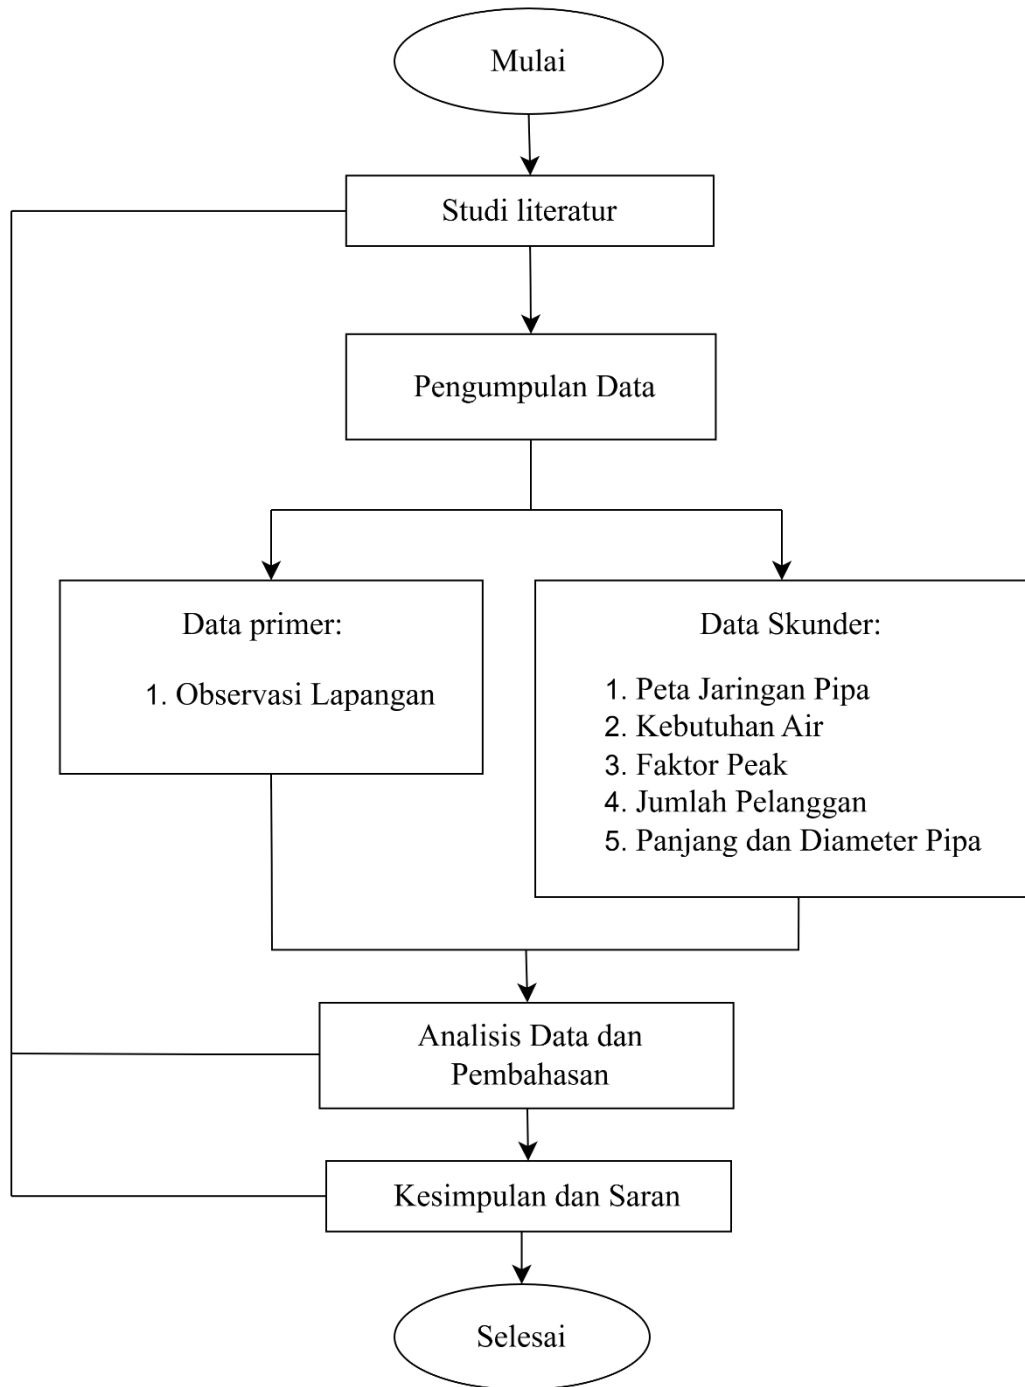 Mulai
Studi literatur
Pengumpulan Data
Data primer:
1. Observasi Lapangan
Data Skunder:
1. Peta Jaringan Pipa
2. Kebutuhan Air
3. Faktor Peak
4. Jumlah Pelanggan
5. Panjang dan Diameter Pipa
Analisis Data dan
Pembahasan
Kesimpulan dan Saran
Selesai